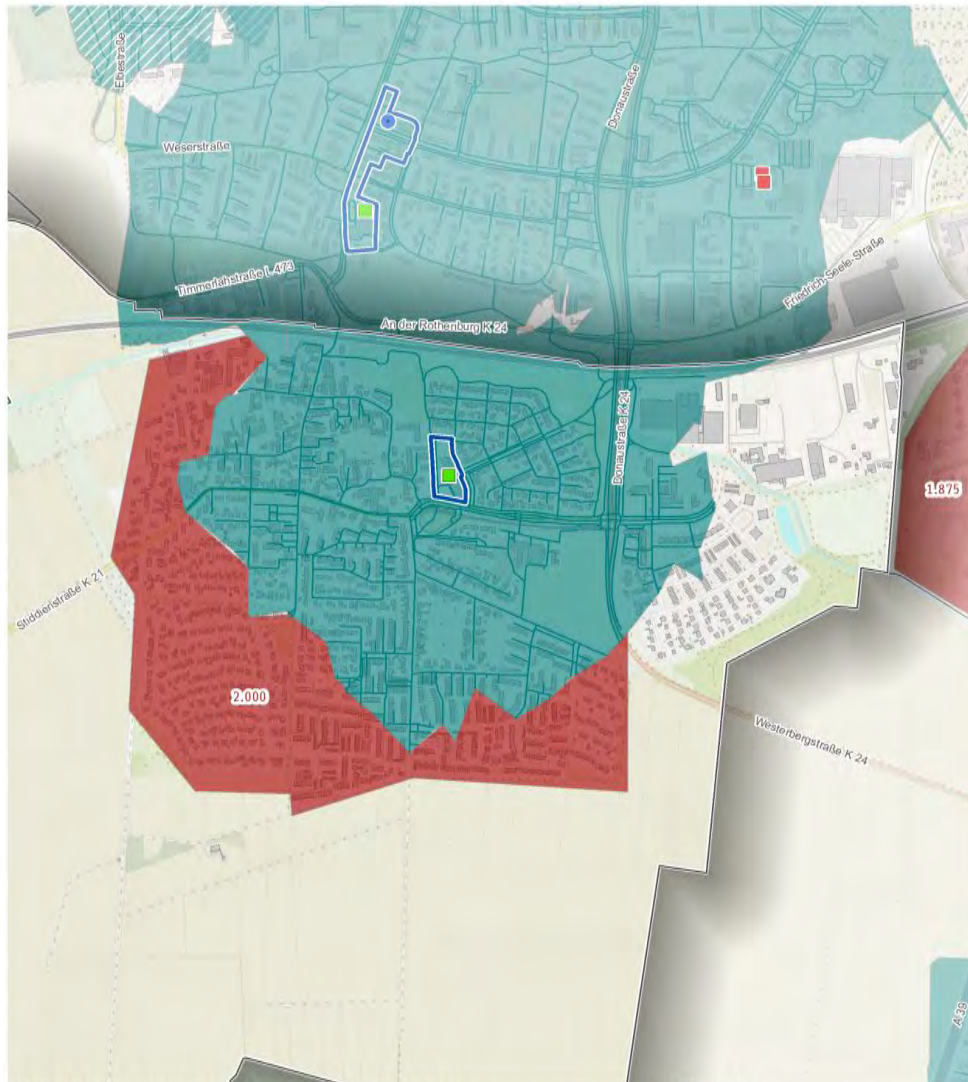 Elbestraße
Donaustraße
Weserstraße
Timmerlahstraße L 473
Friedrich-Seele-Straße
An der Rothenburg K 24
Donaustraße K 24
1.875
Stiddienstraße K 21
2.000
Westerbergstraße K 24
A 39